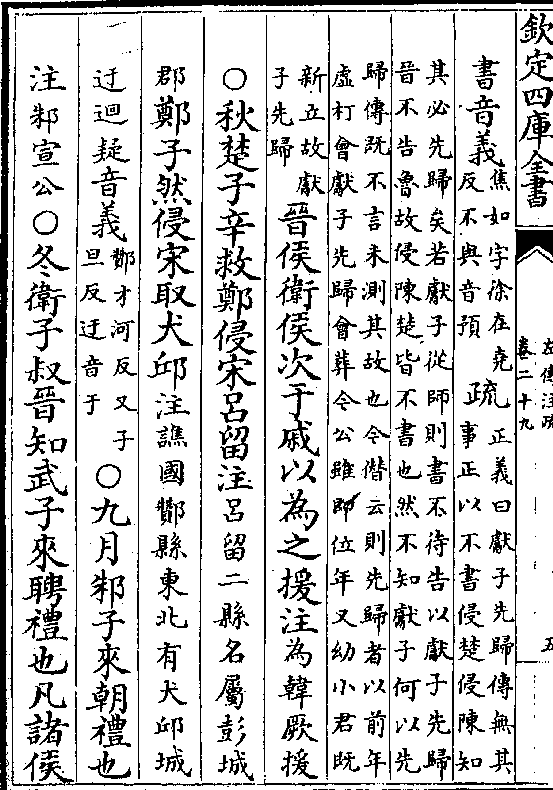 欽定四庫全書
左傳注疏
卷二十九
五
書音義焦如字徐在堯
反不與音預
疏正義曰獻子先歸傳無其
事正以不書侵楚侵陳知
其必先歸矣若獻子從師則書不待告以獻子先歸
晉不告魯故侵陳楚皆不書也然不知獻子何以先
歸傳既不言未測其故也今僭云則先歸者以前年
虛朾會獻子先歸會葬今公雖即位年又幼小君既
新立故獻
子先歸
晉侯衛侯次于戚以為之援注為韓厥援
○秋楚子辛救鄭侵宋呂留注呂留二縣名屬彭城
郡鄭子然侵宋取犬邱注譙國酇縣東北有犬邱城
迂迴疑音義酇才河反又子
旦反迂音于
○九月邾子來朝禮也
注邾宣公○冬衛子叔晉知武子來聘禮也凡諸侯